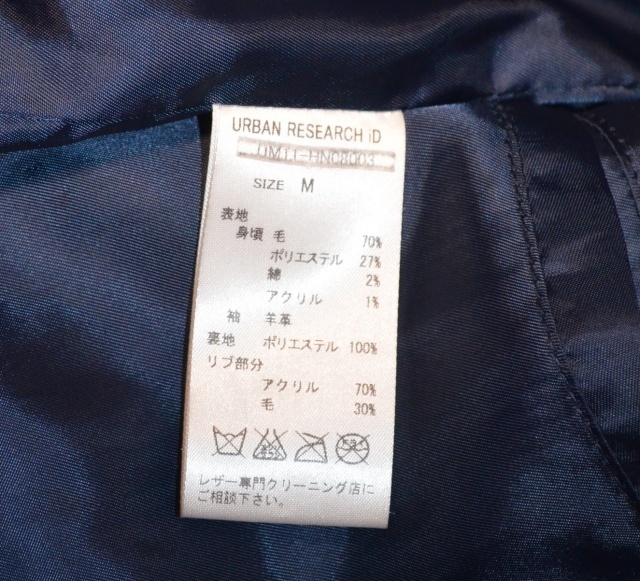 URBAN RESEARCH iD
UM11-HNC8003
SIZE M
表地
身頃 毛 70%
ポリエステル 27%
綿 2%
アクリル 1%
袖 羊革
裏地 ポリエステル 100%
リブ部分
アクリル 70%
毛 30%
レザー専門クリーニング店に
ご相談下さい。